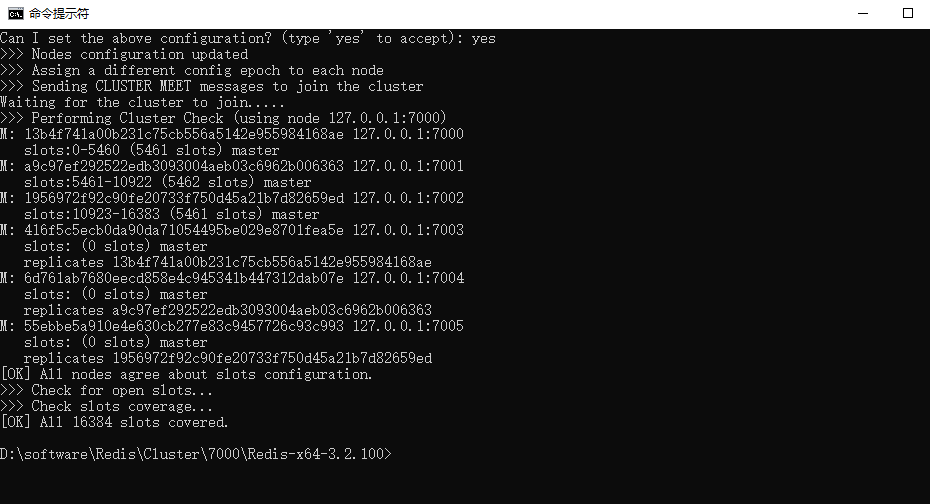 命令提示符
Can I set the above configuration? (type 'yes' to accept): yes
>>> Nodes configuration updated
>>> Assign a different config epoch to each node
>>> Sending CLUSTER MEET messages to join the cluster
Waiting for the cluster to join.....
>>> Performing Cluster Check (using node 127.0.0.1:7000)
M: 13b4f741a00b231c75cb556a5142e955984168ae 127.0.0.1:7000
   slots:0-5460 (5461 slots) master
M: a9c97ef292522edb3093004aeb03c6962b006363 127.0.0.1:7001
   slots:5461-10922 (5462 slots) master
M: 1956972f92c90fe20733f750d45a21b7d82659ed 127.0.0.1:7002
   slots:10923-16383 (5461 slots) master
M: 416f5c5ecb0da90da71054495be029e8701fea5e 127.0.0.1:7003
   slots: (0 slots) master
   replicates 13b4f741a00b231c75cb556a5142e955984168ae
M: 6d761ab7680eecd858e4c945341b447312dab07e 127.0.0.1:7004
   slots: (0 slots) master
   replicates a9c97ef292522edb3093004aeb03c6962b006363
M: 55ebbe5a910e4e630cb277e83c9457726c93c993 127.0.0.1:7005
   slots: (0 slots) master
   replicates 1956972f92c90fe20733f750d45a21b7d82659ed
[OK] All nodes agree about slots configuration.
>>> Check for open slots...
>>> Check slots coverage...
[OK] All 16384 slots covered.
D:\software\Redis\Cluster\7000\Redis-x64-3.2.100>